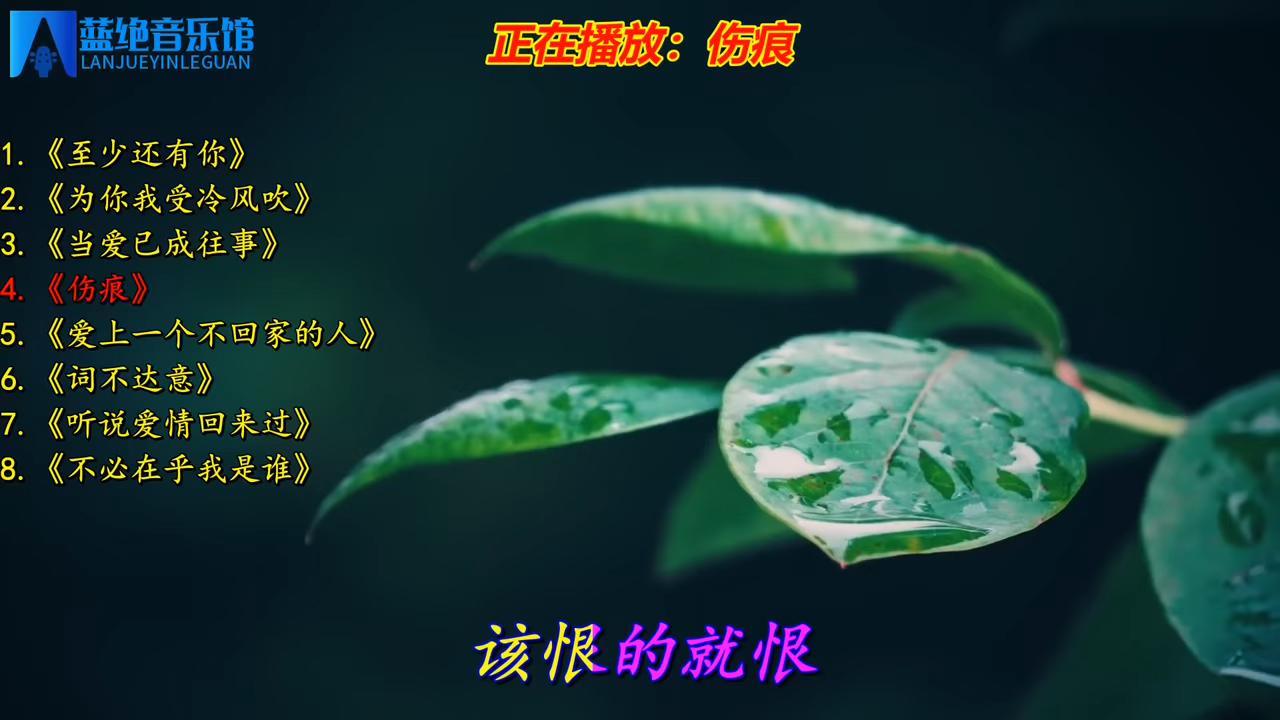 蓝绝音乐馆
LANJUEYINLEGUAN
正在播放：伤痕
1.《至少还有你》
2.《为你我受冷风吹》
3.《当爱已成往事》
4.《伤痕》
5.《爱上一个不回家的人》
6.《词不达意》
7.《听说爱情回来过》
8.《不必在乎我是谁》
该恨的就恨